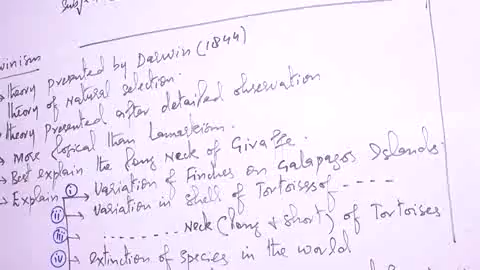 winism
→ Theory presented by Darwin (1844)
Theory of Natural selection.
→ Theory presented after detailed observation
→ More logical than Lamarkism.
→ Best explain the long Neck of Giraffe.
→ Explain (i) → Variation of Finches on Galapagos Islands.
(ii) Variation in shell of Tortoises of - - - -
(iii) - - - - - - - - - Neck (long & short) of Tortoises
(iv) → extinction of species in the world